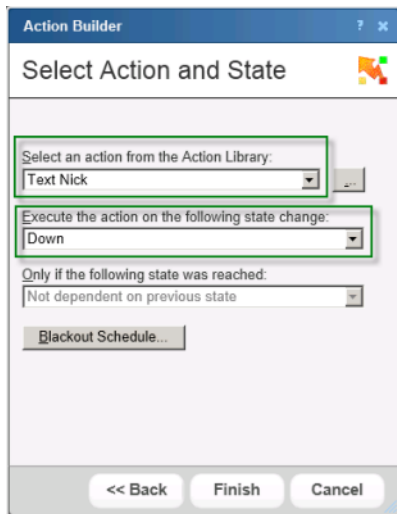 Action Builder ? ×
Select Action and State
Select an action from the Action Library:
Text Nick ...
Execute the action on the following state change:
Down
Only if the following state was reached:
Not dependent on previous state
Blackout Schedule...
<< Back Finish Cancel